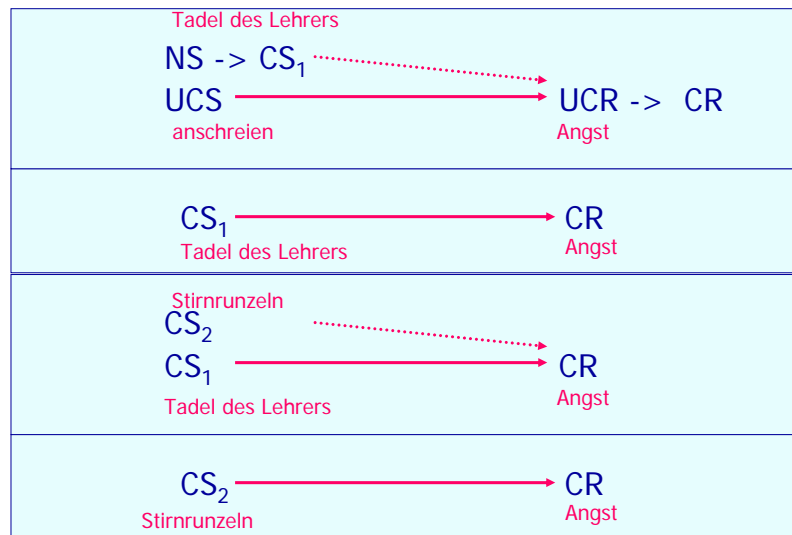 Tadel des Lehrers
NS -> CS₁
UCS UCR -> CR
anschreien Angst
CS₁ CR
Tadel des Lehrers Angst
Stirnrunzeln
CS₂
CS₁ CR
Tadel des Lehrers Angst
CS₂ CR
Stirnrunzeln Angst